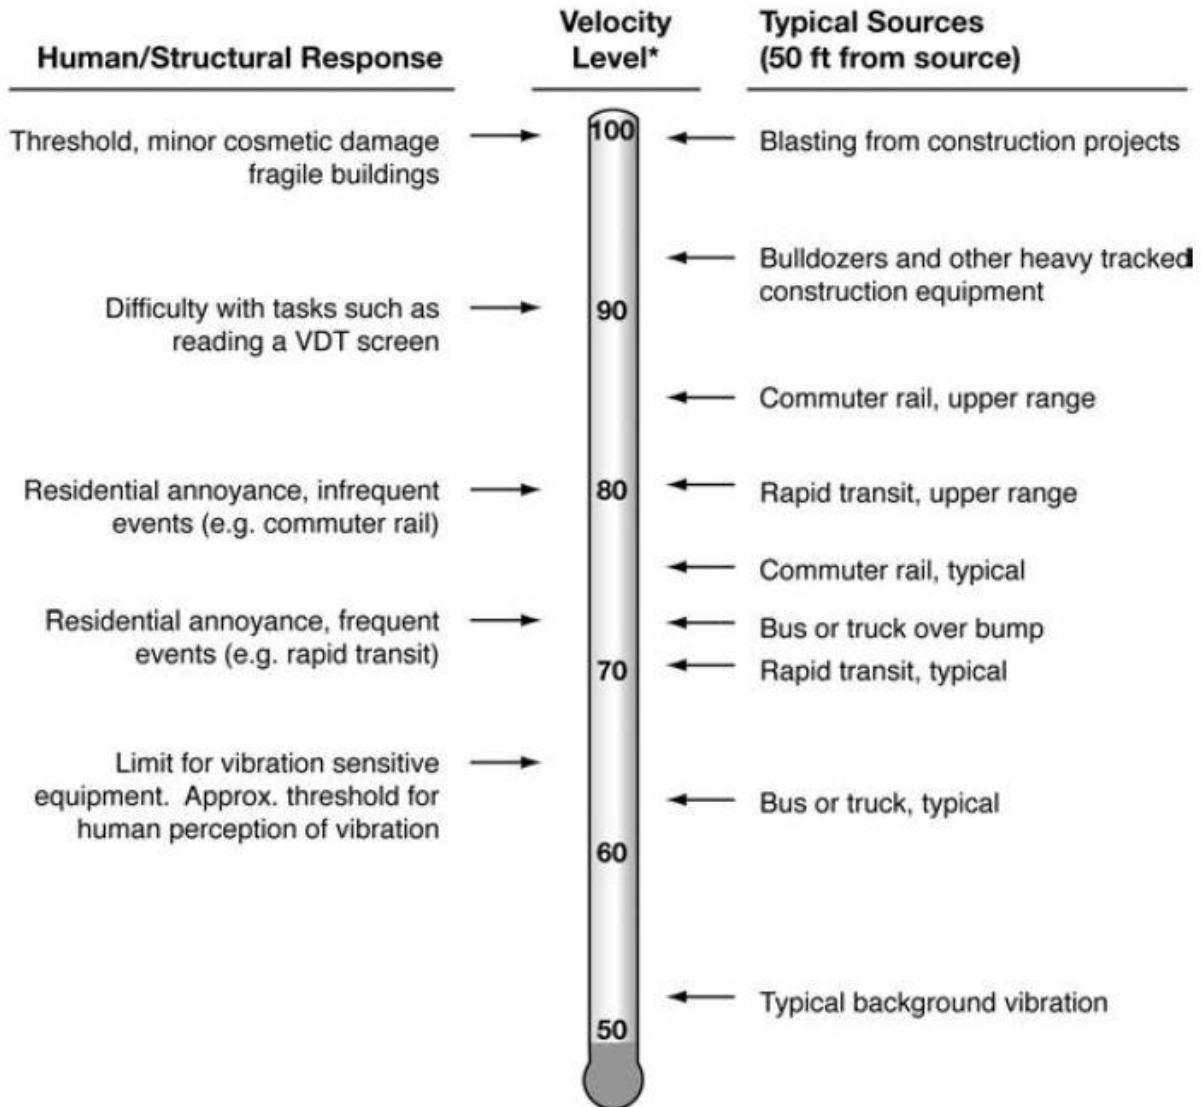 Human/Structural Response
Velocity
Level*
Typical Sources
(50 ft from source)
Threshold, minor cosmetic damage
fragile buildings
100
Blasting from construction projects
Bulldozers and other heavy tracked
construction equipment
Difficulty with tasks such as
reading a VDT screen
90
Commuter rail, upper range
Residential annoyance, infrequent
events (e.g. commuter rail)
80
Rapid transit, upper range
Commuter rail, typical
Residential annoyance, frequent
events (e.g. rapid transit)
Bus or truck over bump
70
Rapid transit, typical
Limit for vibration sensitive
equipment. Approx. threshold for
human perception of vibration
Bus or truck, typical
60
Typical background vibration
50